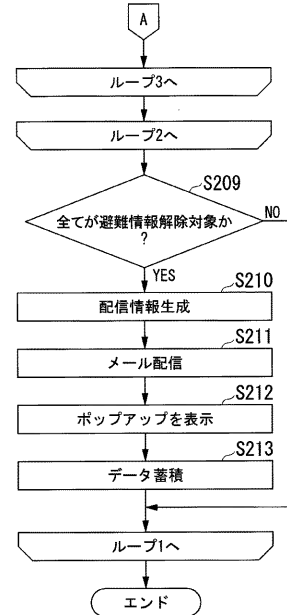 A
ループ3へ
ループ2へ
S209
全てが避難情報解除対象か
?
NO
YES
S210
配信情報生成
S211
メール配信
S212
ポップアップを表示
S213
データ蓄積
ループ1へ
エンド